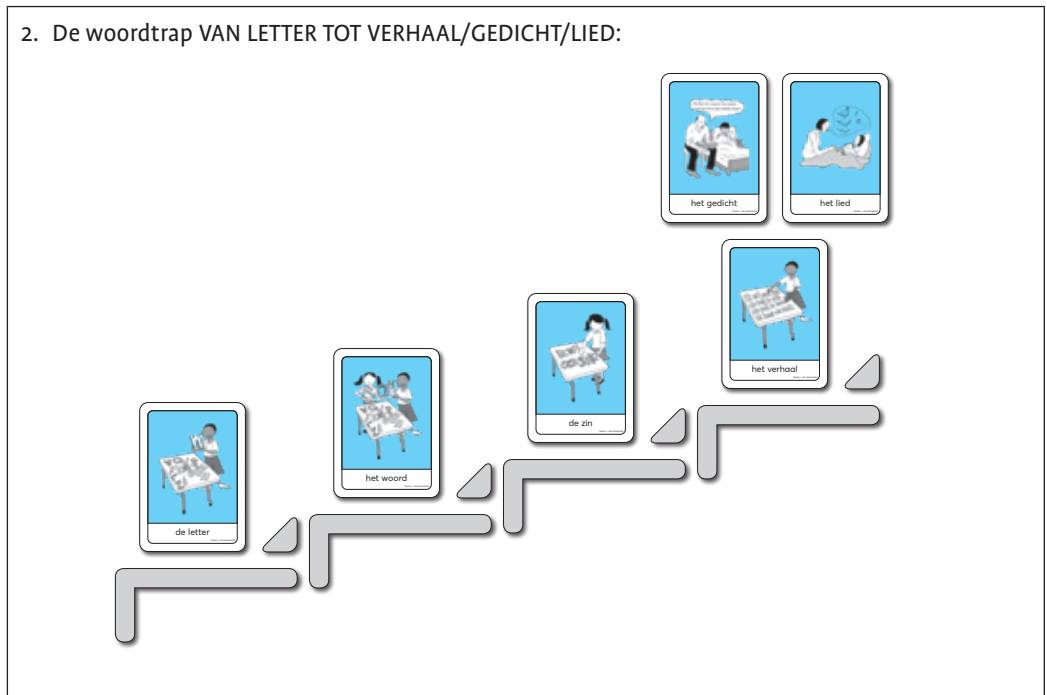 2. De woordtrap VAN LETTER TOT VERHAAL/GEDICHT/LIED:
het gedicht
het lied
het verhaal
de zin
het woord
de letter